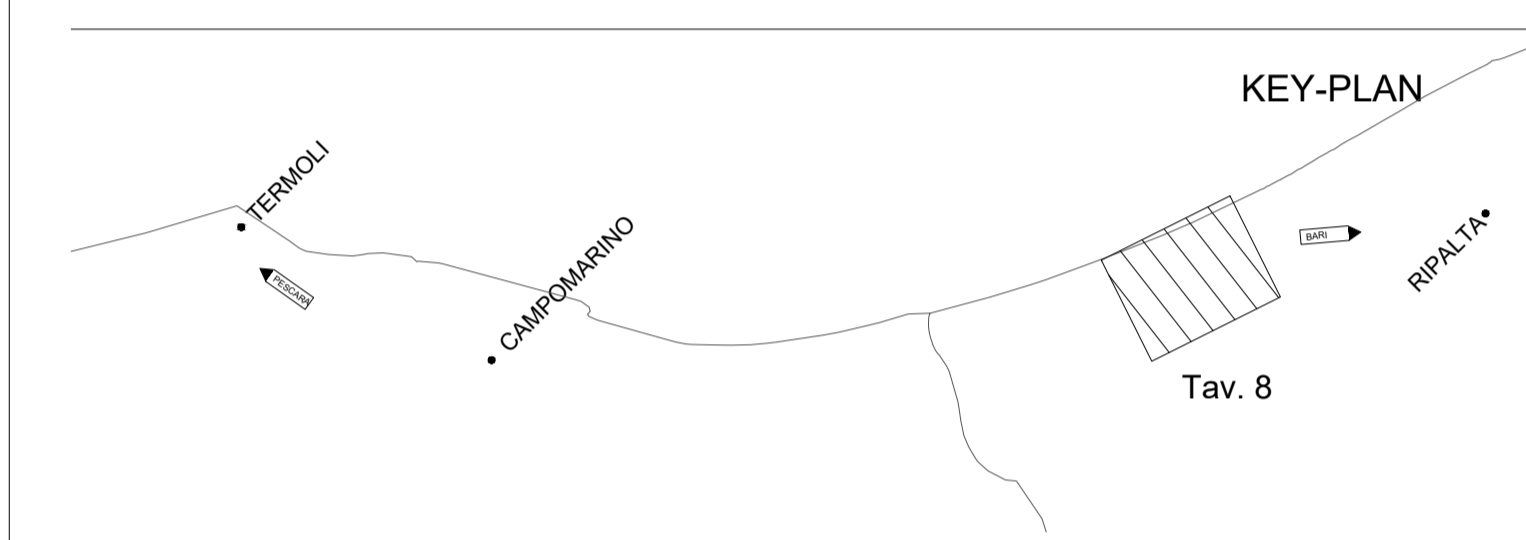 KEY-PLAN
TERMOLI
PESCARA
CAMPOMARINO
BARI
RIPALTA
Tav. 8